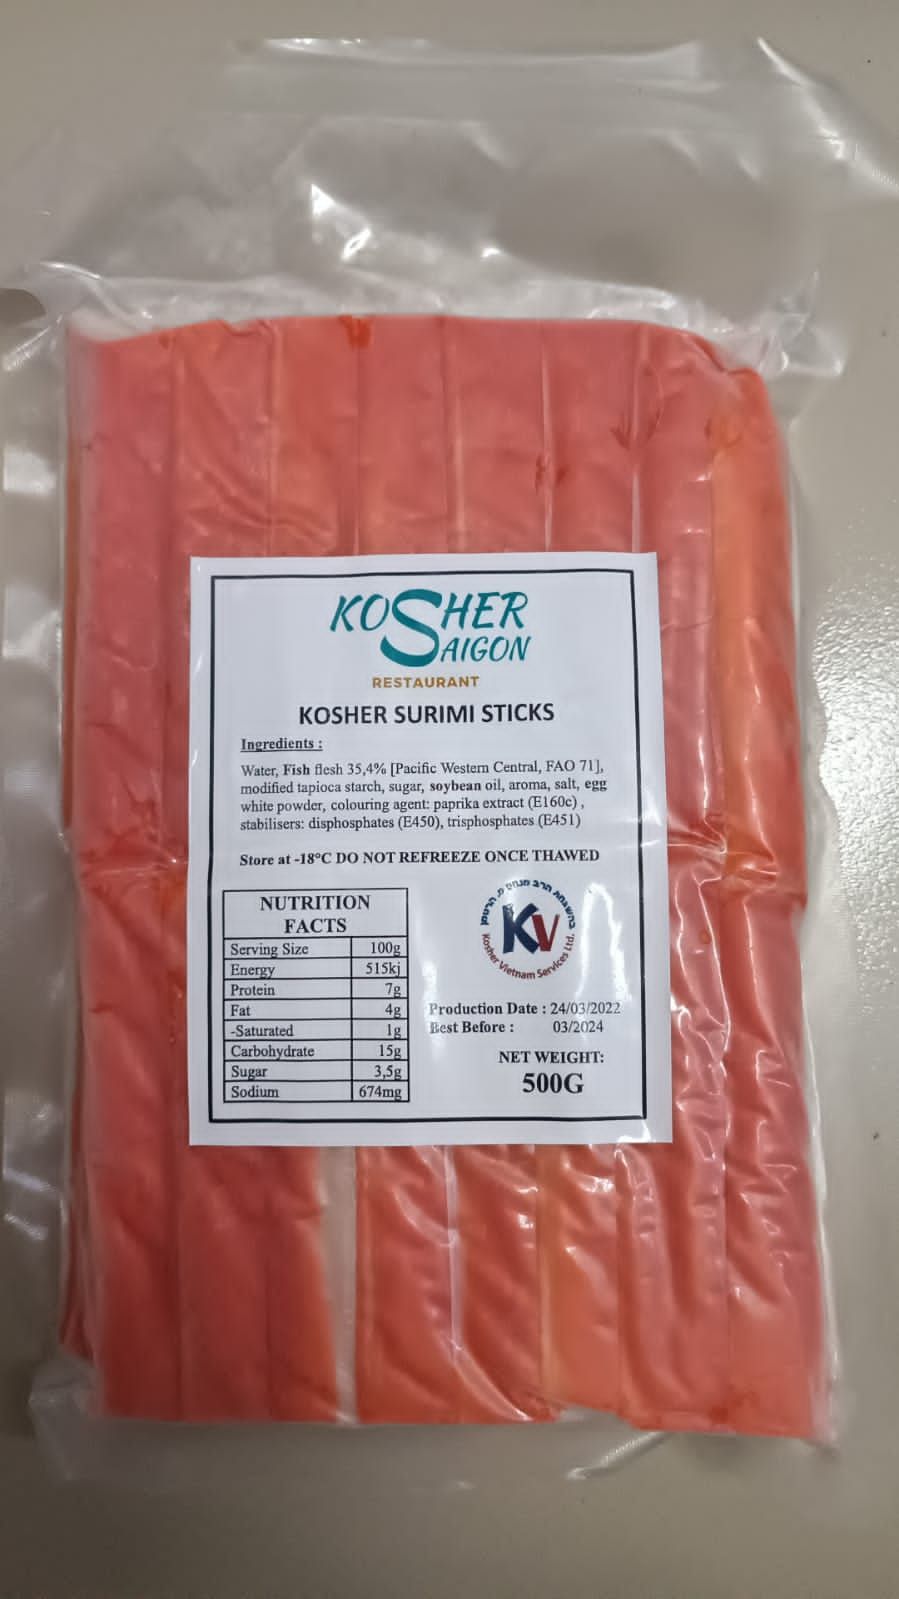 KOSHER
SAIGON
RESTAURANT
KOSHER SURIMI STICKS
Ingredients :
Water, Fish flesh 35,4% [Pacific Western Central, FAO 71],
modified tapioca starch, sugar, soybean oil, aroma, salt, egg
white powder, colouring agent: paprika extract (E160c) ,
stabilisers: disphosphates (E450), trisphosphates (E451)
Store at -18°C DO NOT REFREEZE ONCE THAWED
NUTRITION
FACTS
Serving Size 100g
Energy 515kj
Protein 7g
Fat 4g
-Saturated 1g
Carbohydrate 15g
Sugar 3,5g
Sodium 674mg
בהשגחת הרב מנחם מ. הרטמן
KV
Kosher Vietnam Services Ltd.
Production Date : 24/03/2022
Best Before : 03/2024
NET WEIGHT:
500G